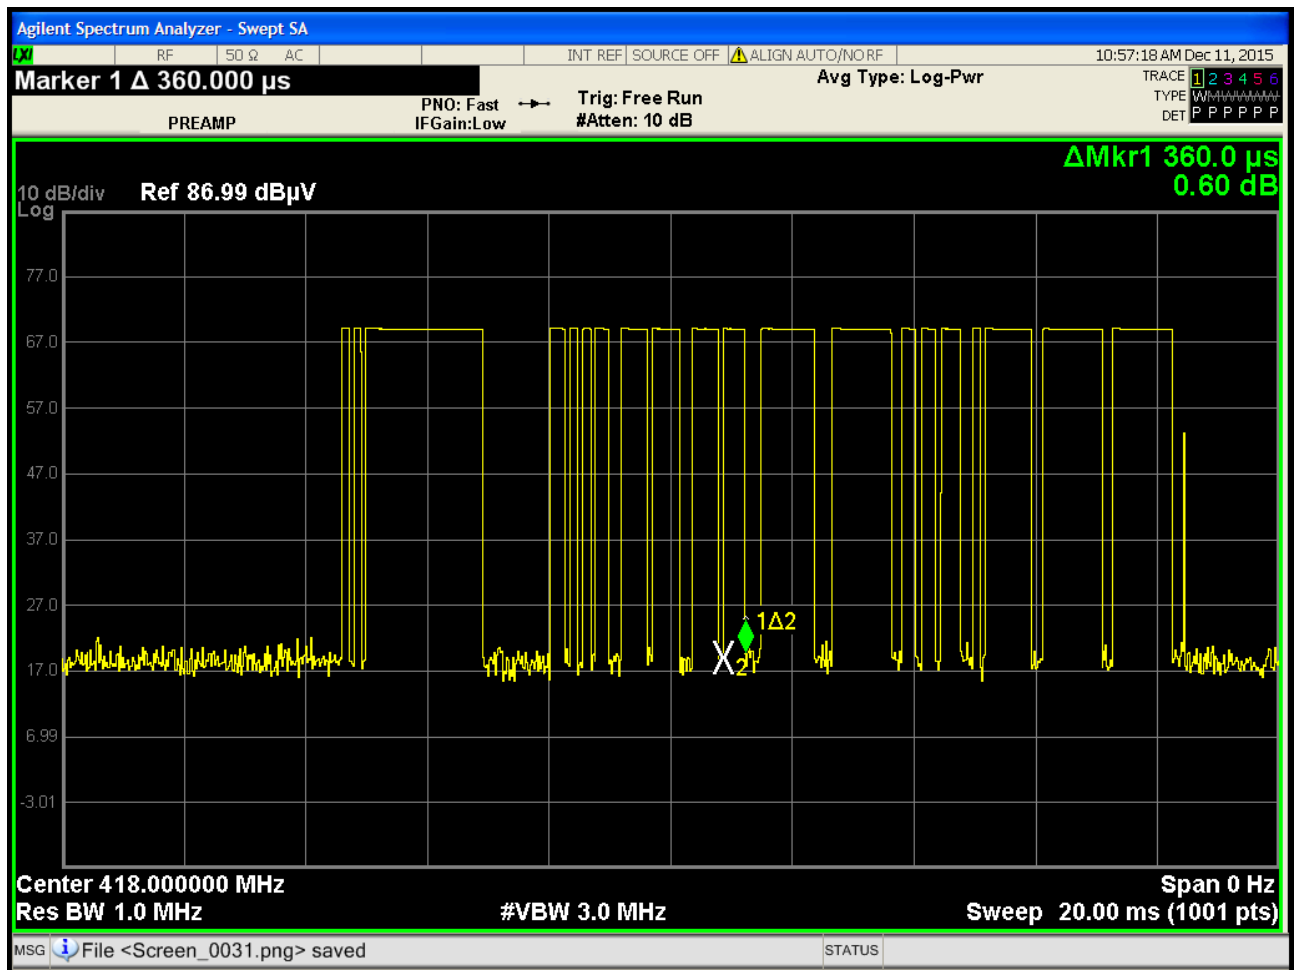 Agilent Spectrum Analyzer - Swept SA
LXI RF 50 Ω AC INT REF SOURCE OFF ALIGN AUTO/NO RF 10:57:18 AM Dec 11, 2015
Marker 1 Δ 360.000 µs Avg Type: Log-Pwr TRACE 1 2 3 4 5 6
PNO: Fast Trig: Free Run TYPE WMWWWWW
PREAMP IFGain:Low #Atten: 10 dB DET P P P P P P
ΔMkr1 360.0 µs
10 dB/div Ref 86.99 dBµV 0.60 dB
Log
77.0
67.0
57.0
47.0
37.0
27.0
1Δ2
17.0
X2
6.99
-3.01
Center 418.000000 MHz Span 0 Hz
Res BW 1.0 MHz #VBW 3.0 MHz Sweep 20.00 ms (1001 pts)
MSG File <Screen_0031.png> saved STATUS